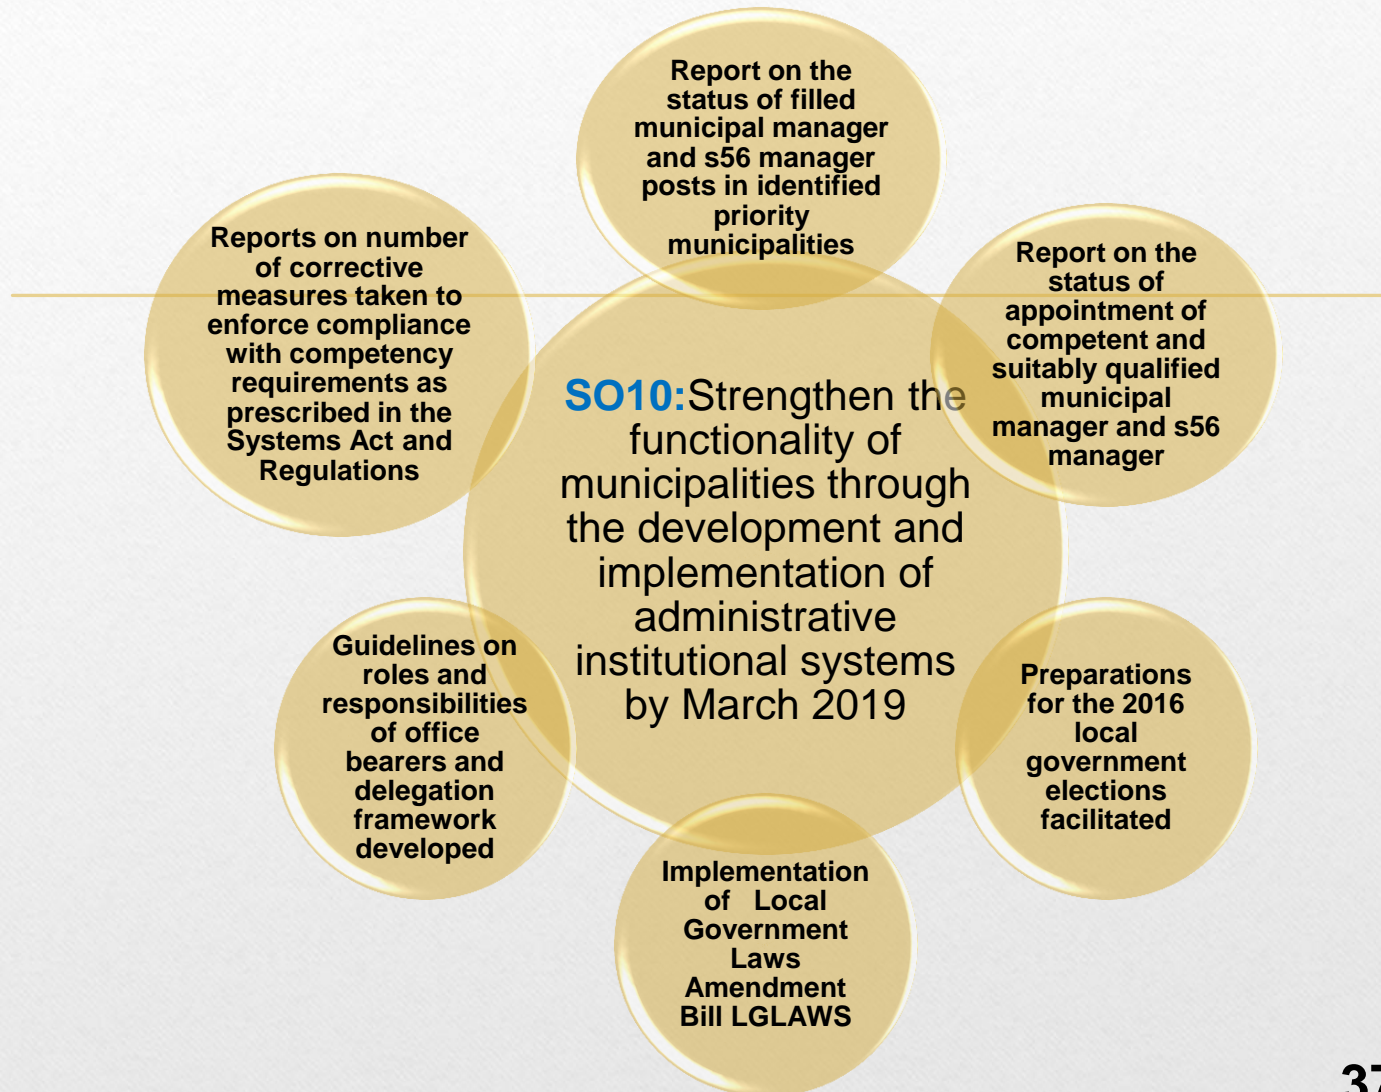 Report on the
status of filled
municipal manager
and s56 manager
posts in identified
priority
municipalities
Report on the
status of
appointment of
competent and
suitably qualified
municipal
manager and s56
manager
Preparations
for the 2016
local
government
elections
facilitated
Implementation
of Local
Government
Laws
Amendment
Bill LGLAWS
Guidelines on
roles and
responsibilities
of office
bearers and
delegation
framework
developed
Reports on number
of corrective
measures taken to
enforce compliance
with competency
requirements as
prescribed in the
Systems Act and
Regulations
SO10:Strengthen the
functionality of
municipalities through
the development and
implementation of
administrative
institutional systems
by March 2019
37